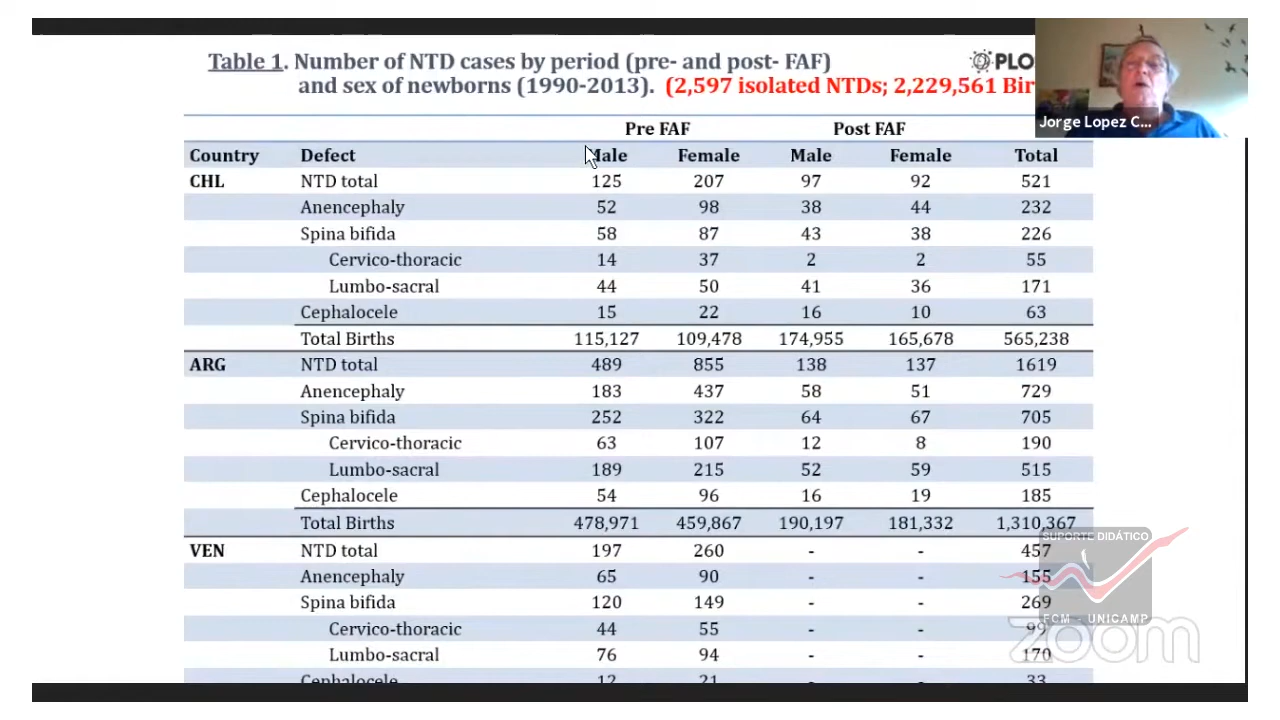 Table 1. Number of NTD cases by period (pre- and post- FAF)
and sex of newborns (1990-2013). (2,597 isolated NTDs; 2,229,561
PLO
Jorge Lopez C...
Pre FAF Post FAF
Country Defect Male Female Male Female Total
CHL NTD total 125 207 97 92 521
Anencephaly 52 98 38 44 232
Spina bifida 58 87 43 38 226
Cervico-thoracic 14 37 2 2 55
Lumbo-sacral 44 50 41 36 171
Cephalocele 15 22 16 10 63
Total Births 115,127 109,478 174,955 165,678 565,238
ARG NTD total 489 855 138 137 1619
Anencephaly 183 437 58 51 729
Spina bifida 252 322 64 67 705
Cervico-thoracic 63 107 12 8 190
Lumbo-sacral 189 215 52 59 515
Cephalocele 54 96 16 19 185
Total Births 478,971 459,867 190,197 181,332 1,310,367
VEN NTD total 197 260 - - 457
Anencephaly 65 90 - - 155
Spina bifida 120 149 - - 269
Cervico-thoracic 44 55 - - 99
Lumbo-sacral 76 94 - - 170
Cephalocele 12 21 - - 33
SUPORTE DIDÁTICO
FCM - UNICAMP
zoom